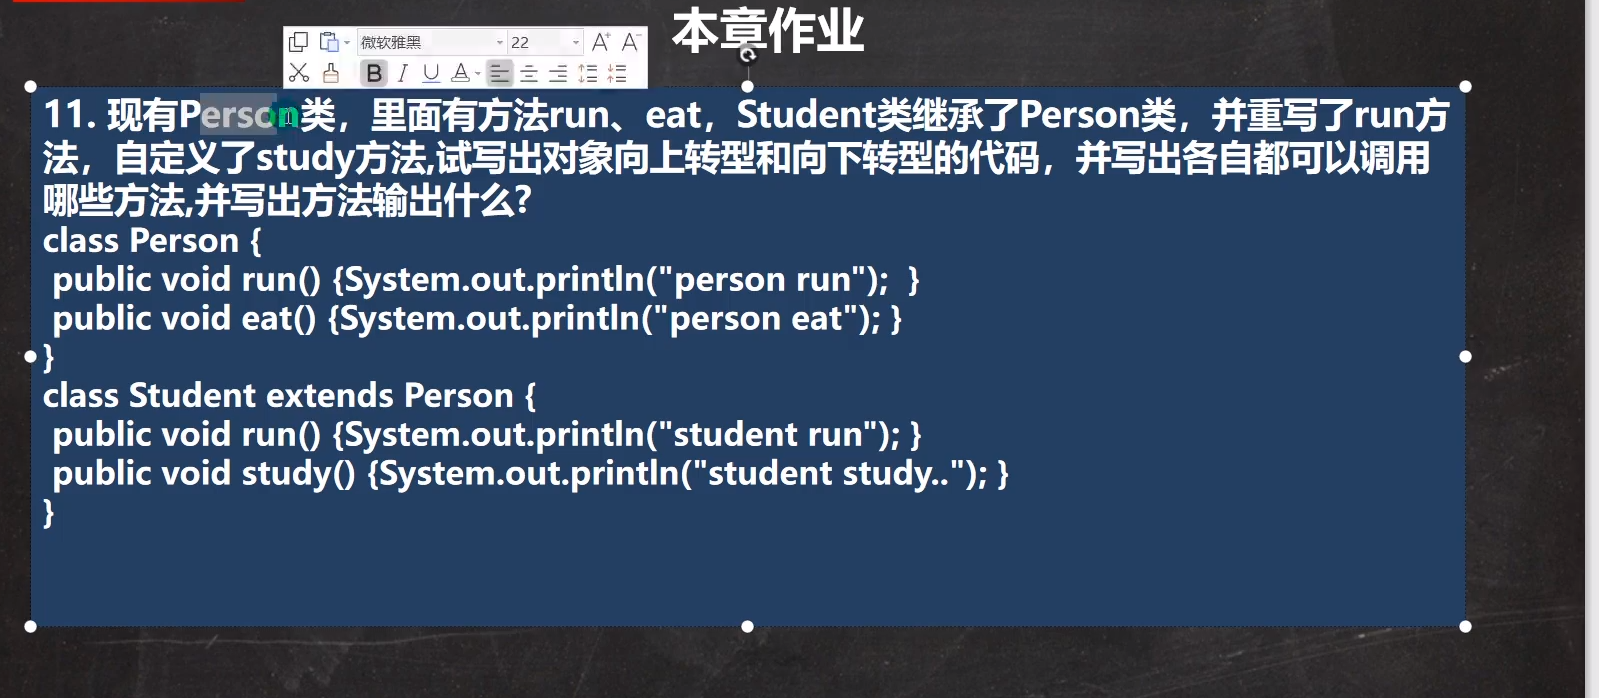 本章作业
微软雅黑 22
11. 现有Person类，里面有方法run、eat，Student类继承了Person类，并重写了run方
法，自定义了study方法,试写出对象向上转型和向下转型的代码，并写出各自都可以调用
哪些方法,并写出方法输出什么?
class Person {
public void run() {System.out.println("person run");  }
public void eat() {System.out.println("person eat"); }
}
class Student extends Person {
public void run() {System.out.println("student run"); }
public void study() {System.out.println("student study.."); }
}